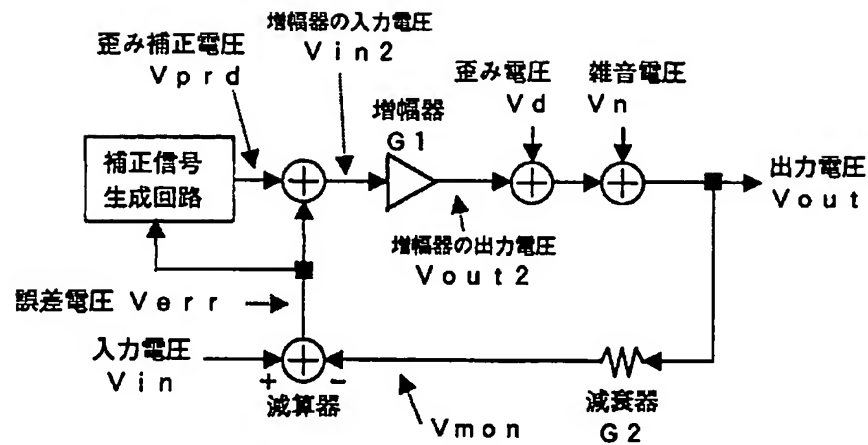 増幅器の入力電圧
Vin2
歪み補正電圧
Vprd
歪み電圧
Vd
雑音電圧
Vn
増幅器
G1
補正信号
生成回路
出力電圧
Vout
増幅器の出力電圧
Vout2
誤差電圧 Verr
入力電圧
Vin
+
−
減算器
Vmon
減衰器
G2